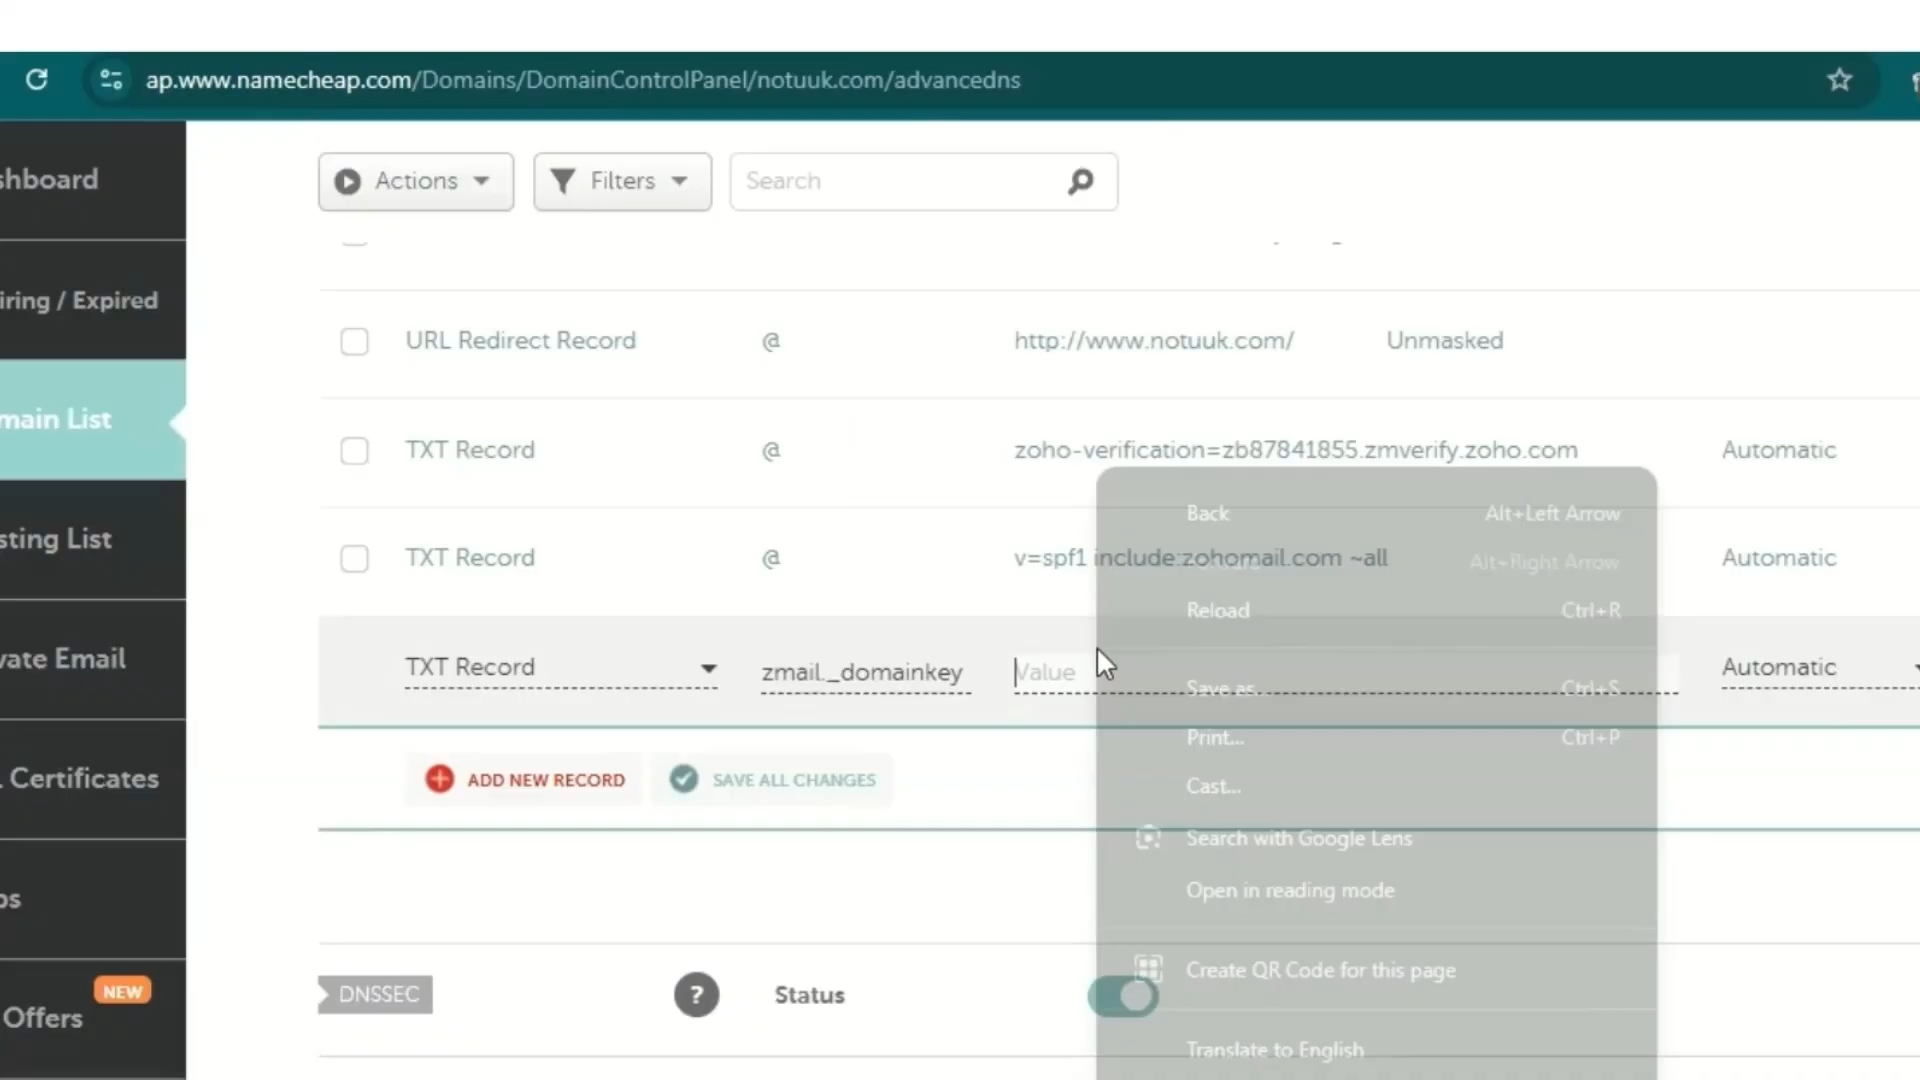 ap.www.namecheap.com/Domains/DomainControlPanel/notuuk.com/advancedns
shboard
iring / Expired
main List
sting List
vate Email
. Certificates
ps
NEW
Offers
Actions
Filters
Search
URL Redirect Record @ http://www.notuuk.com/ Unmasked
TXT Record @ zoho-verification=zb87841855.zmverify.zoho.com Automatic
TXT Record @ v=spf1 include:zohomail.com ~all Automatic
TXT Record zmail._domainkey Value Automatic
ADD NEW RECORD SAVE ALL CHANGES
DNSSEC ? Status
Back Alt+Left Arrow
Alt+Right Arrow
Reload Ctrl+R
Save as... Ctrl+S
Print... Ctrl+P
Cast...
Search with Google Lens
Open in reading mode
Create QR Code for this page
Translate to English